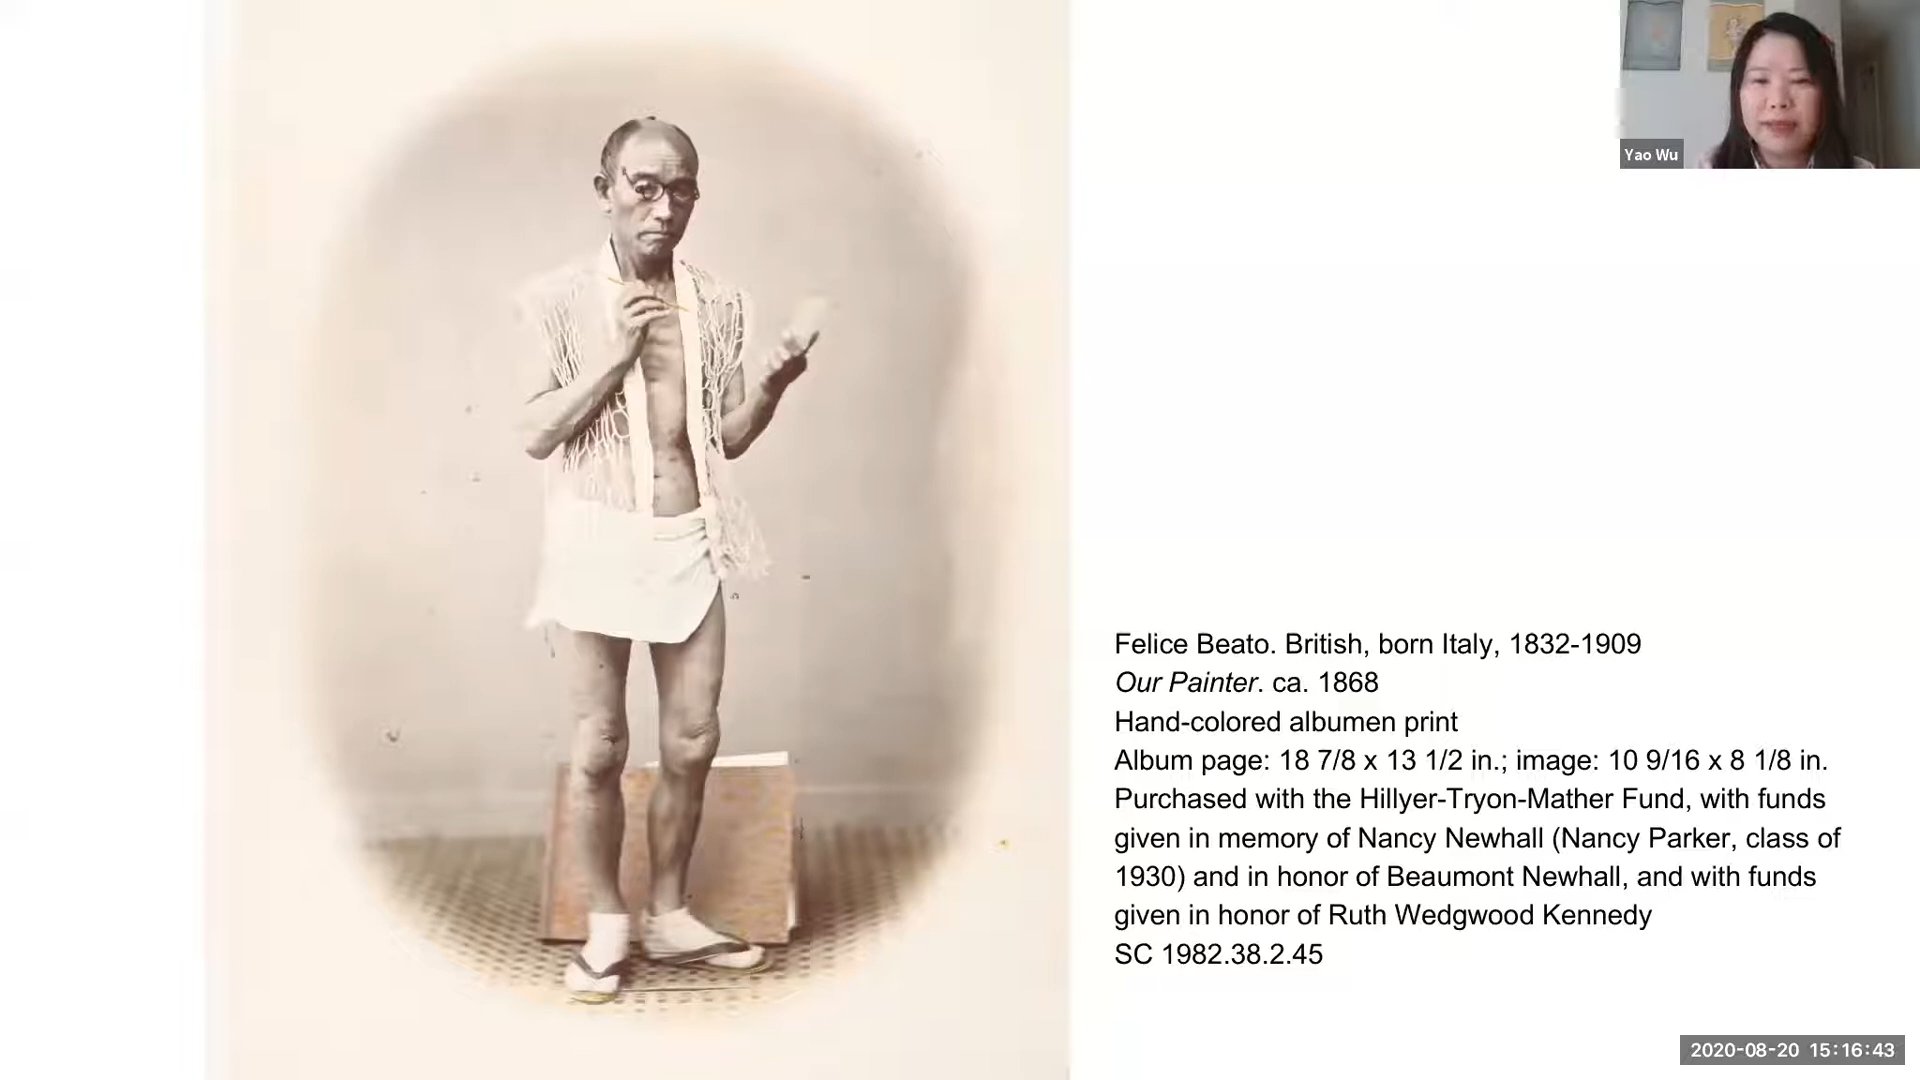 Yao Wu
Felice Beato. British, born Italy, 1832-1909
Our Painter. ca. 1868
Hand-colored albumen print
Album page: 18 7/8 x 13 1/2 in.; image: 10 9/16 x 8 1/8 in.
Purchased with the Hillyer-Tryon-Mather Fund, with funds
given in memory of Nancy Newhall (Nancy Parker, class of
1930) and in honor of Beaumont Newhall, and with funds
given in honor of Ruth Wedgwood Kennedy
SC 1982.38.2.45
2020-08-20 15:16:43